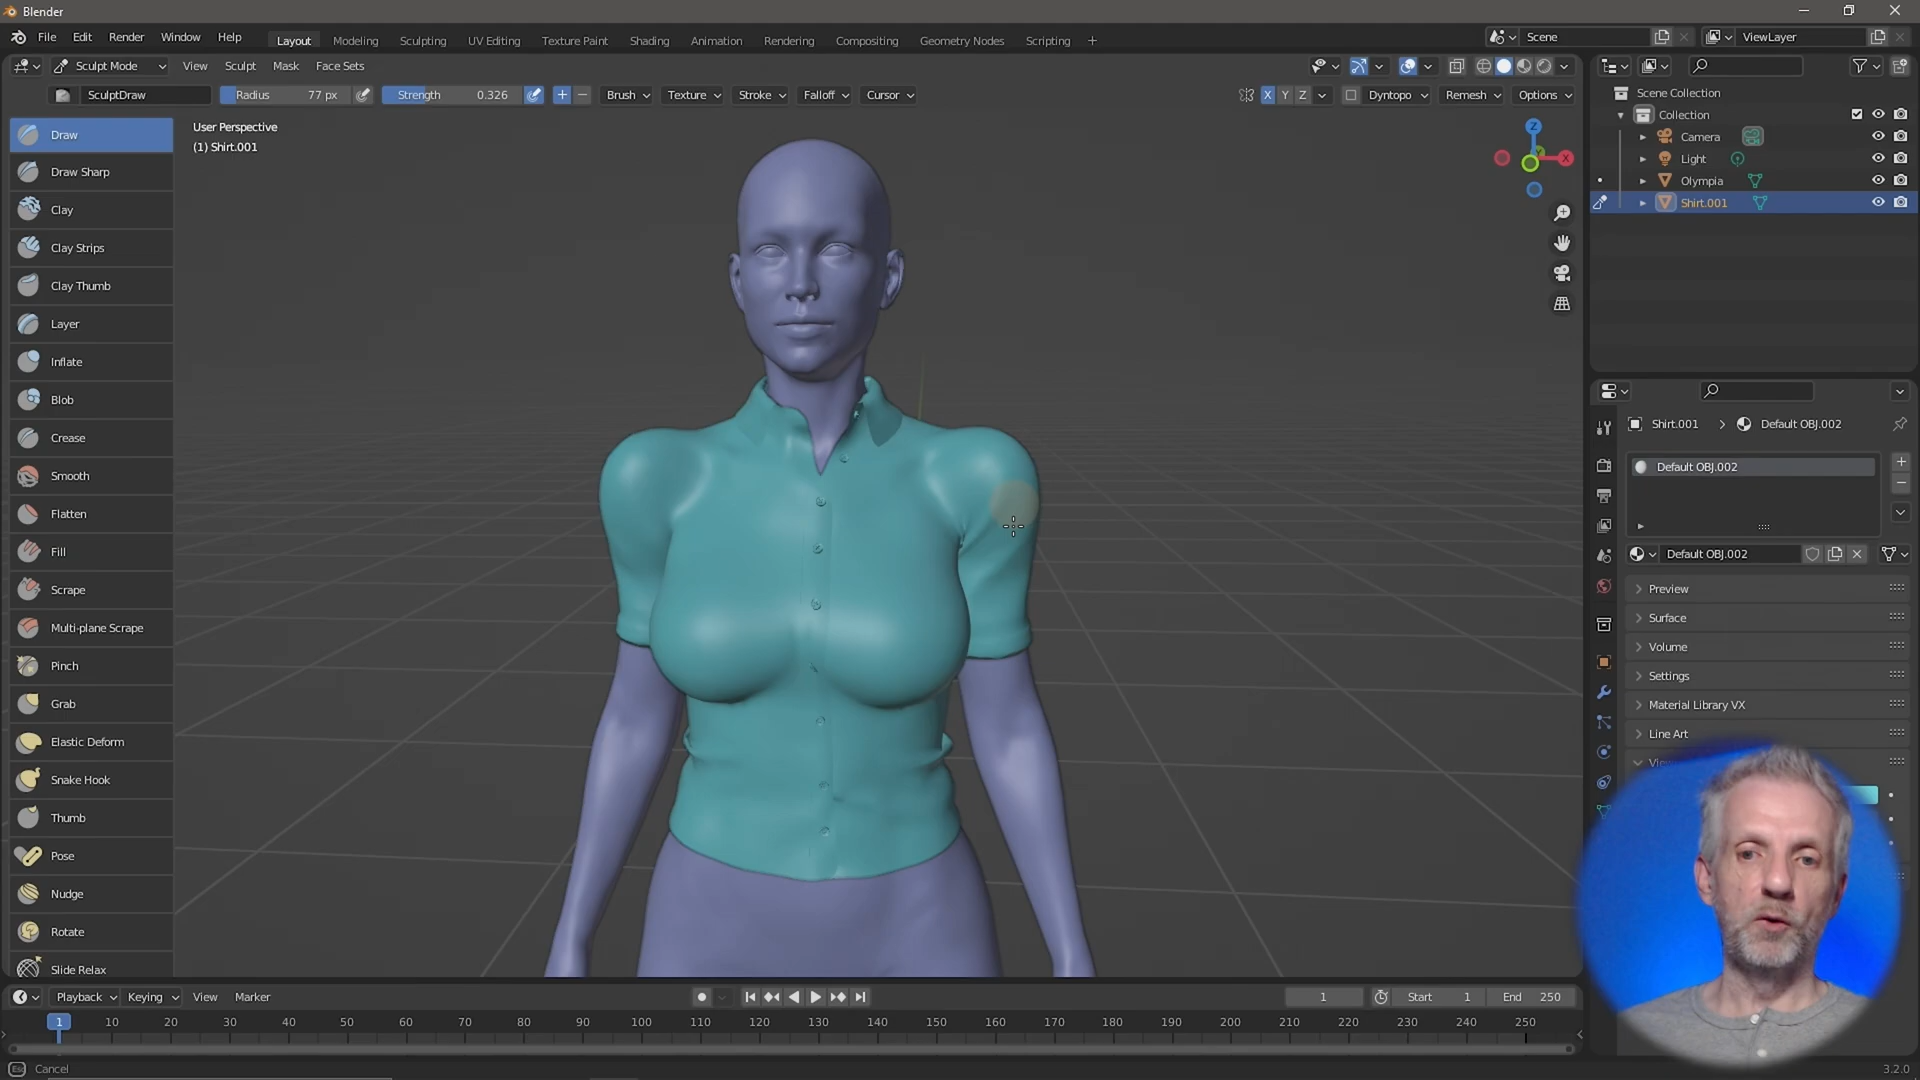 Blender
File Edit Render Window Help
Layout Modeling Sculpting UV Editing Texture Paint Shading Animation Rendering Compositing Geometry Nodes Scripting +
Scene
ViewLayer
Sculpt Mode View Sculpt Mask Face Sets
SculptDraw Radius 77 px Strength 0.326 Brush Texture Stroke Falloff Cursor
X Y Z Dyntopo Remesh Options
Draw
Draw Sharp
Clay
Clay Strips
Clay Thumb
Layer
Inflate
Blob
Crease
Smooth
Flatten
Fill
Scrape
Multi-plane Scrape
Pinch
Grab
Elastic Deform
Snake Hook
Thumb
Pose
Nudge
Rotate
Slide Relax
User Perspective
(1) Shirt.001
Z
X
Scene Collection
Collection
Camera
Light
Olympia
Shirt.001
Shirt.001 > Default OBJ.002
Default OBJ.002
Default OBJ.002
Preview
Surface
Volume
Settings
Material Library VX
Line Art
Playback Keying View Marker
1 Start 1 End 250
1 10 20 30 40 50 60 70 80 90 100 110 120 130 140 150 160 170 180 190 200 210 220 230 240 250
Esc Cancel
3.2.0